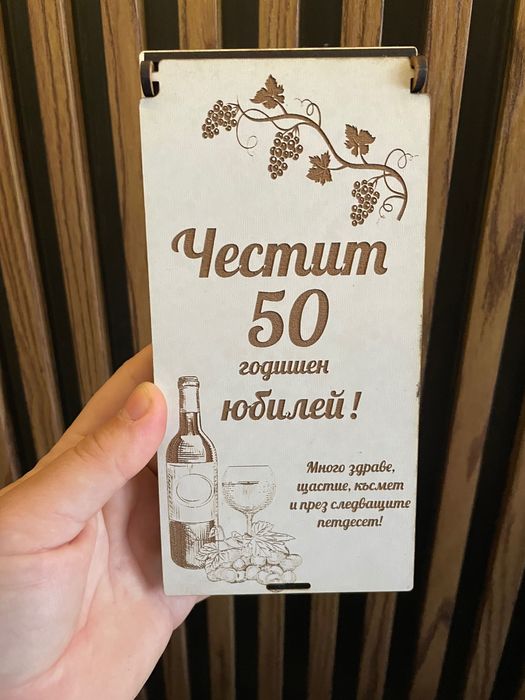 Честит
50
годишен
юбилей!
Много здраве,
щастие, късмет
и през следващите
петдесет!